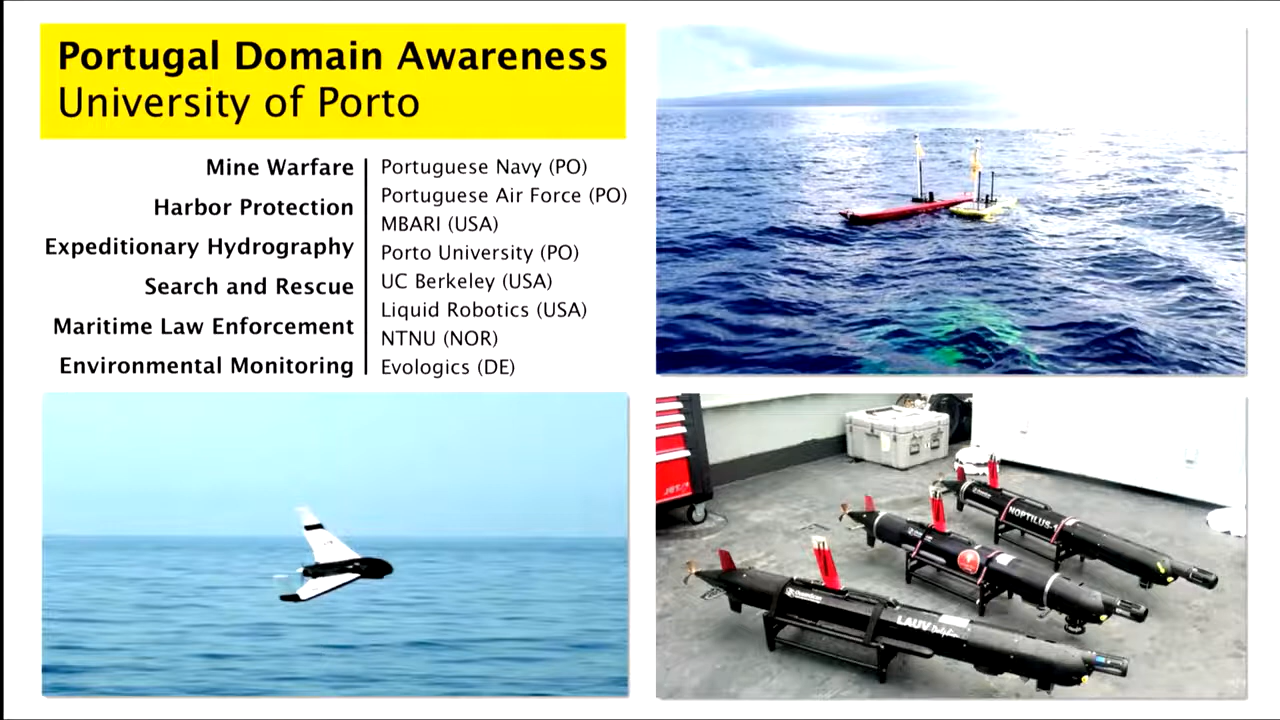 Portugal Domain Awareness
University of Porto
Mine Warfare
Harbor Protection
Expeditionary Hydrography
Search and Rescue
Maritime Law Enforcement
Environmental Monitoring
Portuguese Navy (PO)
Portuguese Air Force (PO)
MBARI (USA)
Porto University (PO)
UC Berkeley (USA)
Liquid Robotics (USA)
NTNU (NOR)
Evologics (DE)
JET
NOPTILUS-1
LAUV